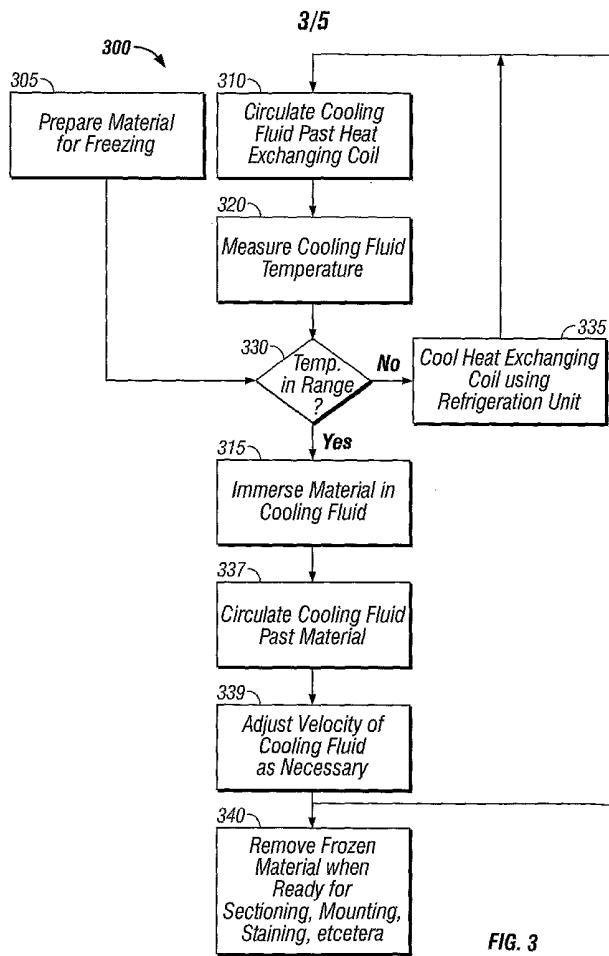 3/5
300
305
Prepare Material
for Freezing
310
Circulate Cooling
Fluid Past Heat
Exchanging Coil
320
Measure Cooling Fluid
Temperature
330
Temp.
in Range
?
No
Yes
335
Cool Heat Exchanging
Coil using
Refrigeration Unit
315
Immerse Material in
Cooling Fluid
337
Circulate Cooling Fluid
Past Material
339
Adjust Velocity of
Cooling Fluid
as Necessary
340
Remove Frozen
Material when
Ready for
Sectioning, Mounting,
Staining, etcetera
FIG. 3